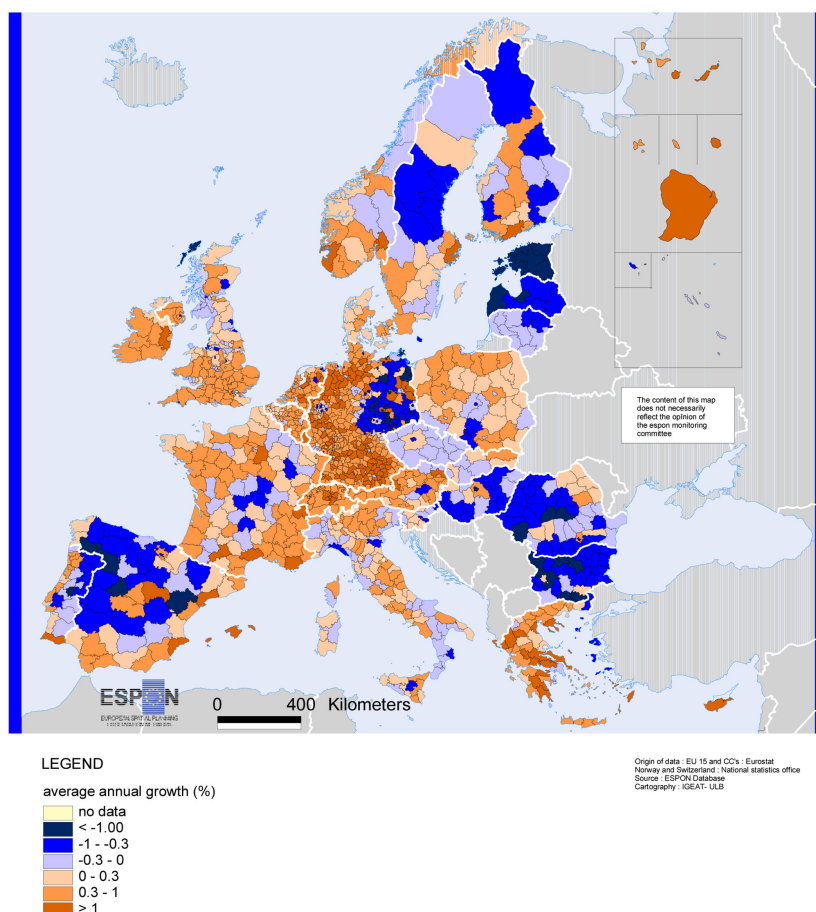 The content of this map
does not necessarily
reflect the opinion of
the espon monitoring
committee
ESPON
EUROPEAN SPATIAL PLANNING
0 400 Kilometers
LEGEND
average annual growth (%)
no data
< -1.00
-1 - -0.3
-0.3 - 0
0 - 0.3
0.3 - 1
> 1
Origin of data : EU 15 and CC's : Eurostat
Norway and Switzerland : National statistics office
Source : ESPON Database
Cartography : IGEAT- ULB